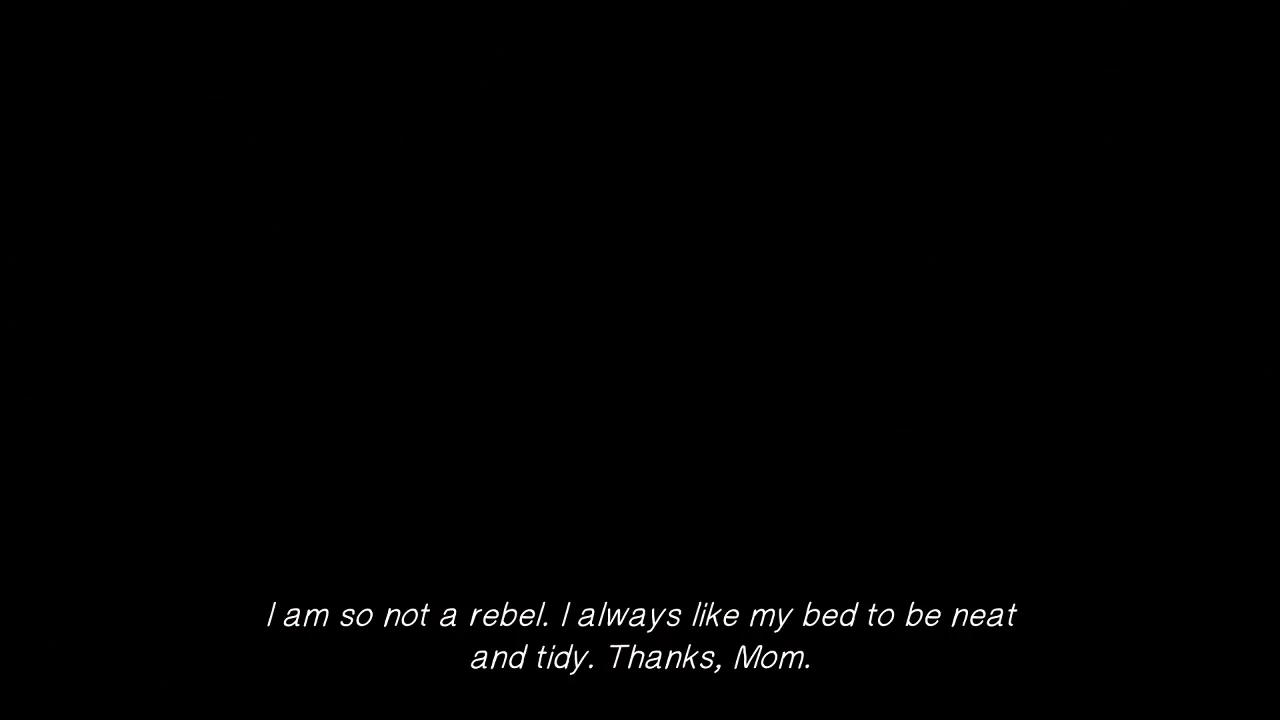 I am so not a rebel. I always like my bed to be neat
and tidy. Thanks, Mom.